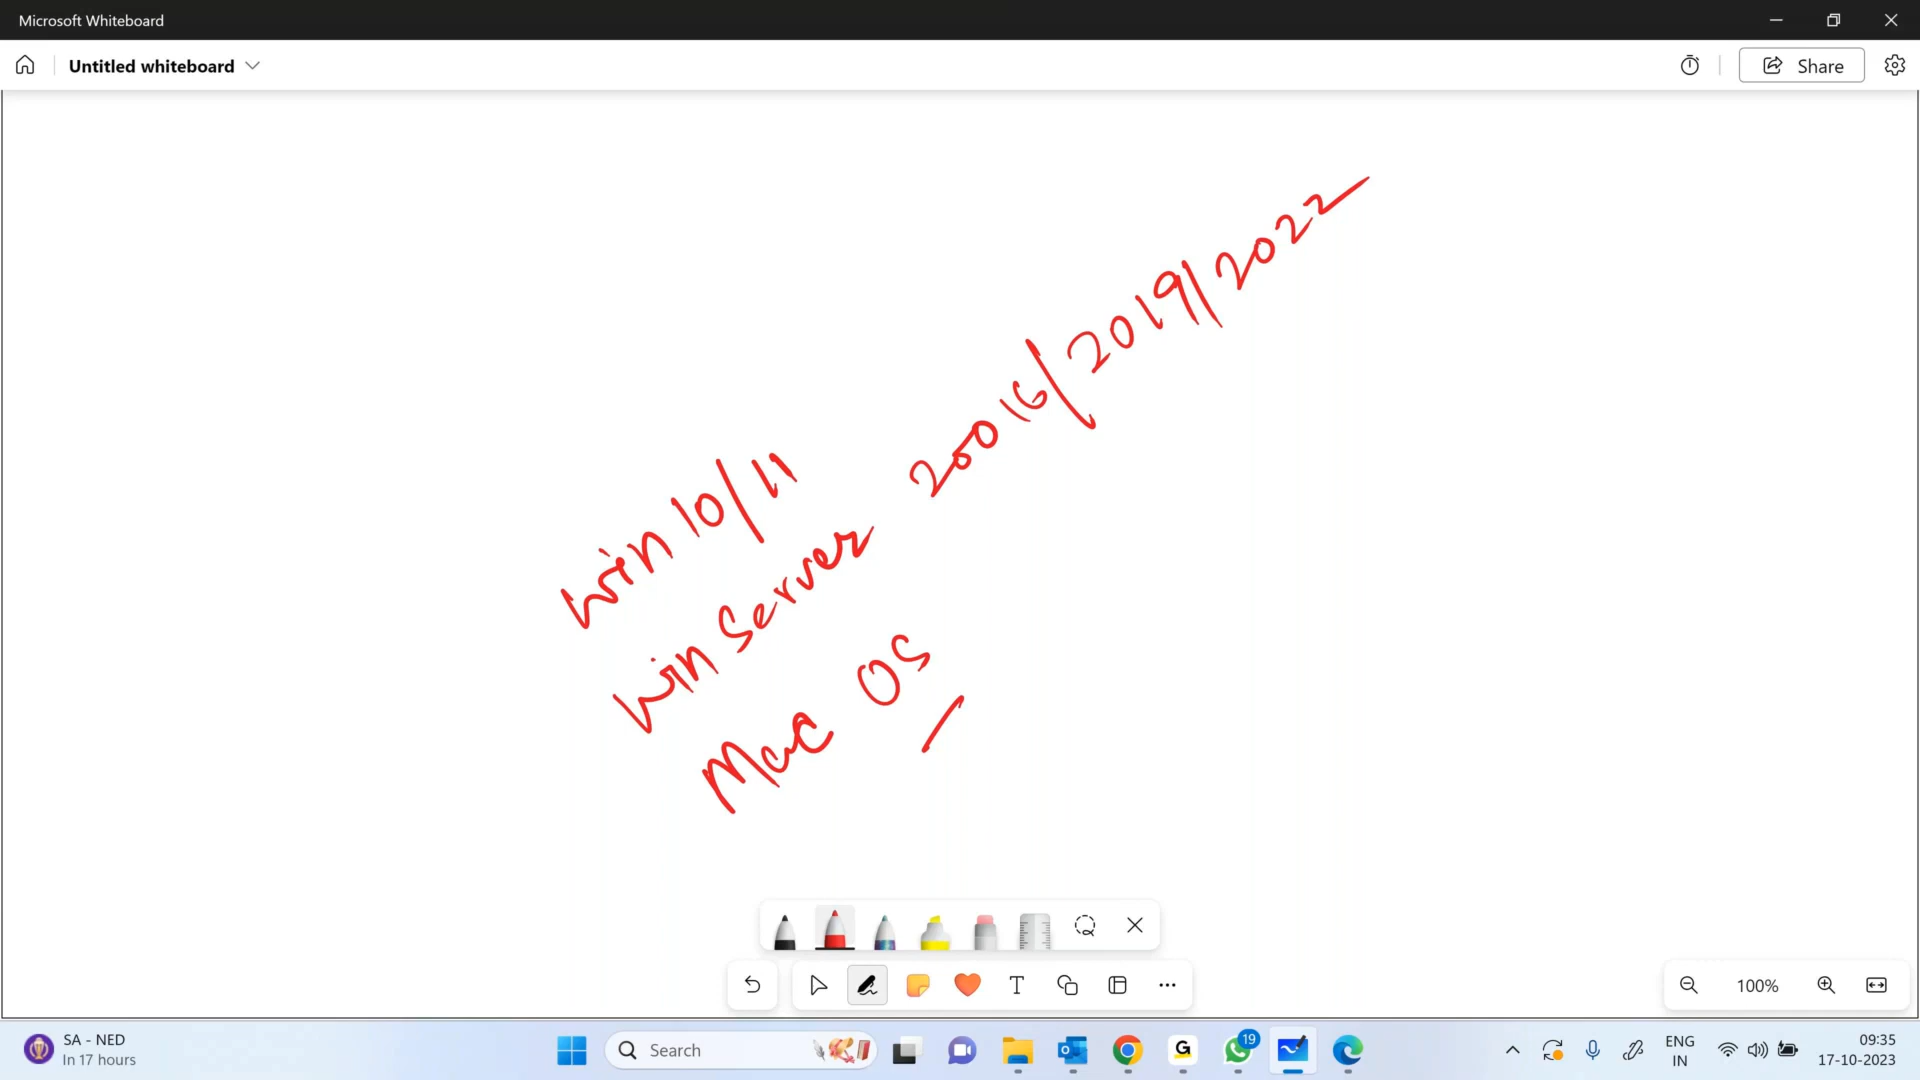 Microsoft Whiteboard
Untitled whiteboard
Share
Win 10/11
Win Server 20016/2019/2022
Mac OS
100%
SA - NED
In 17 hours
Search
G
19
ENG
IN
09:35
17-10-2023